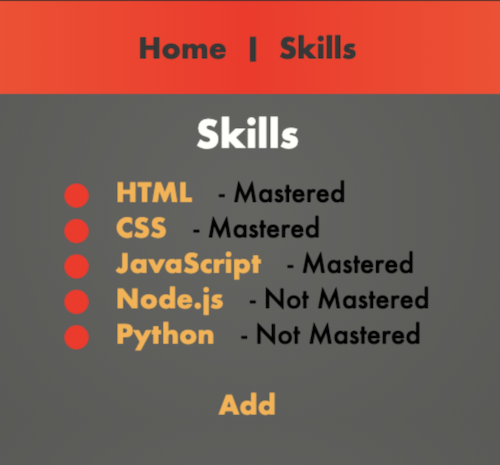 Home | Skills
Skills
HTML - Mastered
CSS - Mastered
JavaScript - Mastered
Node.js - Not Mastered
Python - Not Mastered
Add